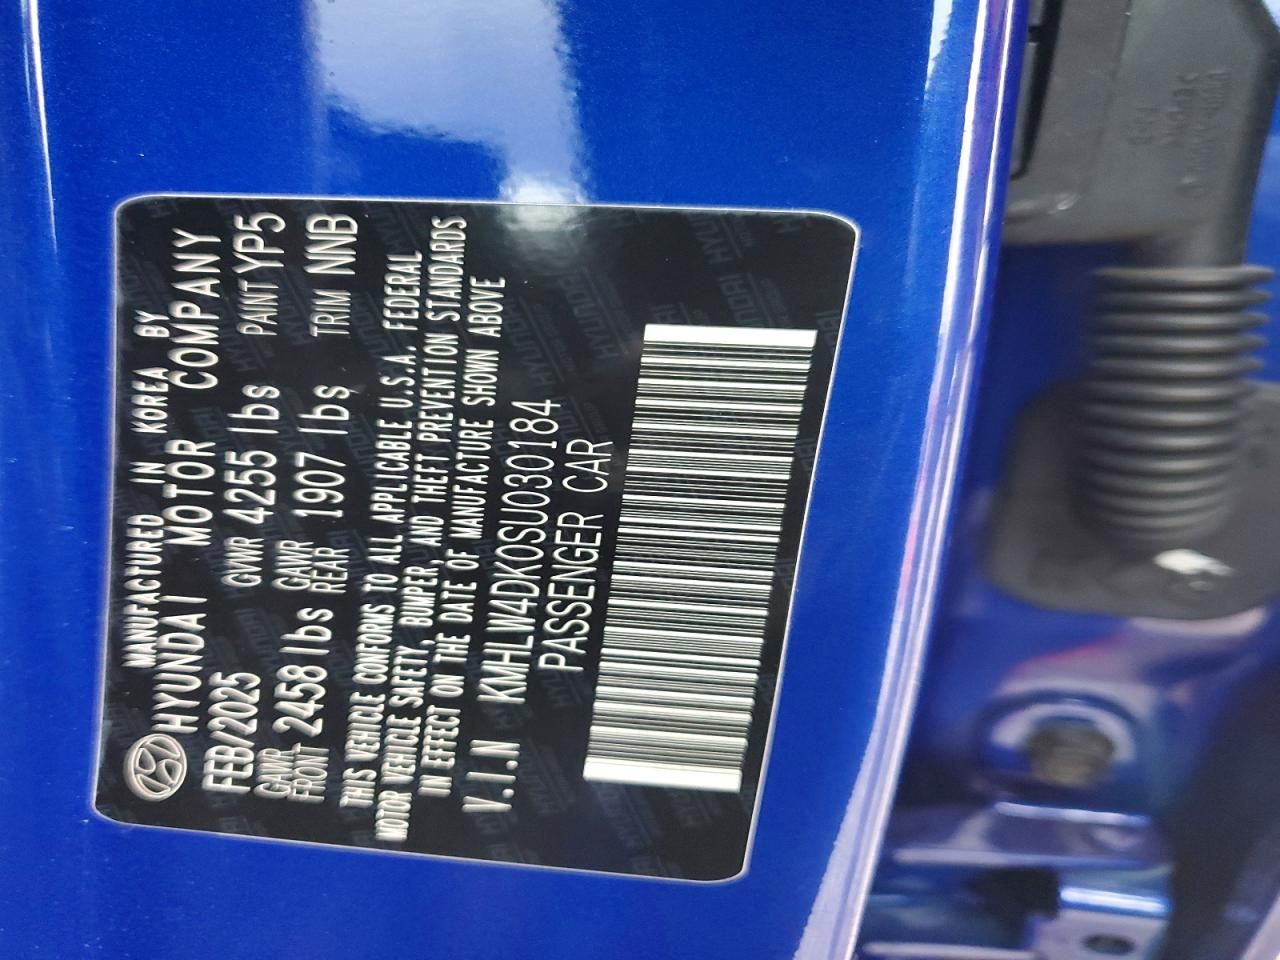 MANUFACTURED IN KOREA BY
HYUNDAI MOTOR COMPANY
FEB/2025 GVWR 4255 lbs PAINT YP5
GAWR FRONT 2458 lbs GAWR REAR 1907 lbs TRIM NNB
THIS VEHICLE CONFORMS TO ALL APPLICABLE U.S.A. FEDERAL
MOTOR VEHICLE SAFETY, BUMPER, AND THEFT PREVENTION STANDARDS
IN EFFECT ON THE DATE OF MANUFACTURE SHOWN ABOVE
V.I.N KMHLW4DK0SU030184
PASSENGER CAR